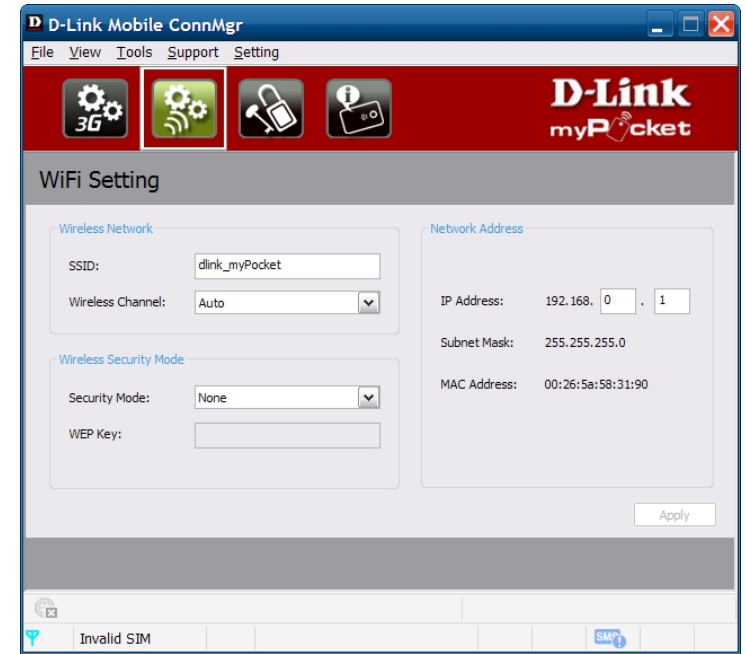 D D-Link Mobile ConnMgr
File View Tools Support Setting
3G
i
D-Link
myPocket
WiFi Setting
Wireless Network
SSID: dlink_myPocket
Wireless Channel: Auto
Wireless Security Mode
Security Mode: None
WEP Key:
Network Address
IP Address: 192.168. 0 . 1
Subnet Mask: 255.255.255.0
MAC Address: 00:26:5a:58:31:90
Apply
Invalid SIM